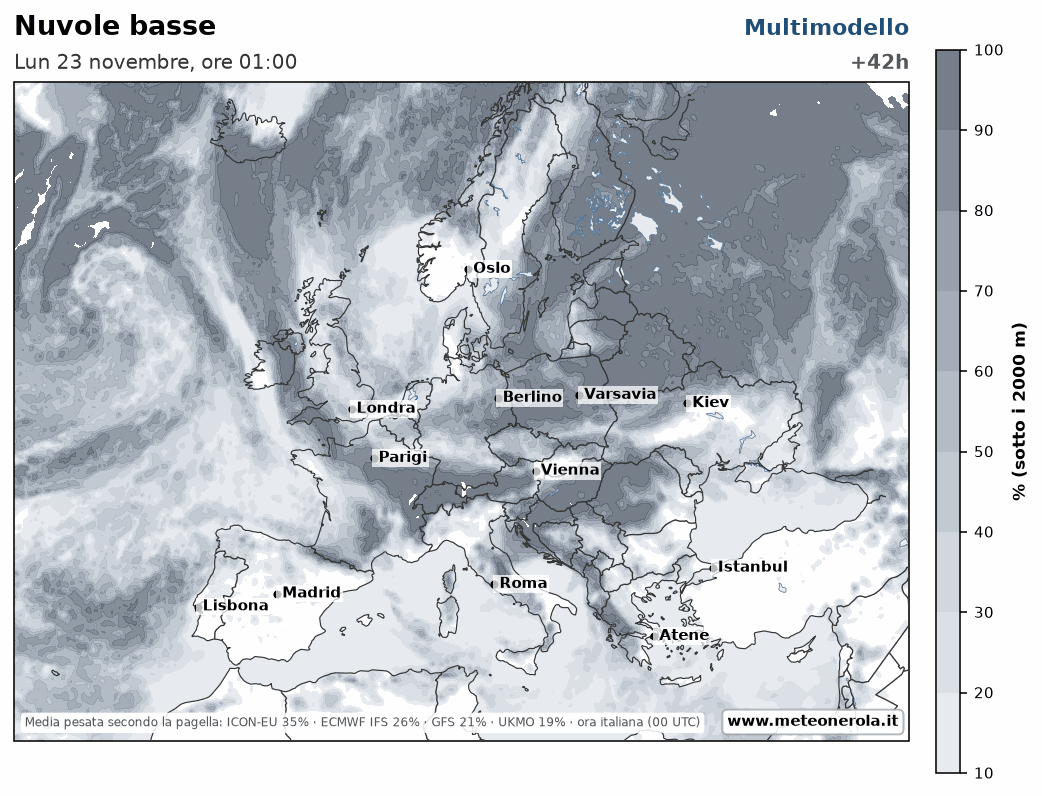 Nuvole basse
Multimodello
Lun 23 novembre, ore 01:00
+42h
100
90
80
70
60
50
40
30
20
10
% (sotto i 2000 m)
Oslo
Berlino
Varsavia
Kiev
Londra
Parigi
Vienna
Istanbul
Roma
Madrid
Lisbona
Atene
Media pesata secondo la pagella: ICON-EU 35% · ECMWF IFS 26% · GFS 21% · UKMO 19% · ora italiana (00 UTC)
www.meteonerola.it